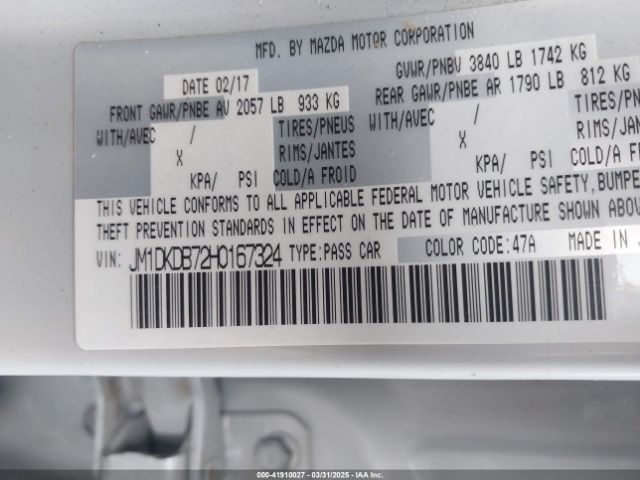 MFD. BY MAZDA MOTOR CORPORATION
DATE 02/17 GVWR/PNBV 3840 LB 1742 KG
FRONT GAWR/PNBE AV 2057 LB 933 KG REAR GAWR/PNBE AR 1790 LB 812 KG
WITH/AVEC / TIRES/PNEUS WITH/AVEC / TIRES/PN
X RIMS/JANTES X RIMS/JANTE
KPA/ PSI COLD/A FROID KPA/ PSI COLD/A F
THIS VEHICLE CONFORMS TO ALL APPLICABLE FEDERAL MOTOR VEHICLE SAFETY, BUMPE
THEFT PREVENTION STANDARDS IN EFFECT ON THE DATE OF MANUFACTURE SHOWN ABOV
VIN: JM1DKDB72H0167324 TYPE:PASS CAR COLOR CODE:47A MADE IN
000-41910027 - 03/31/2025 - IAAI.COM